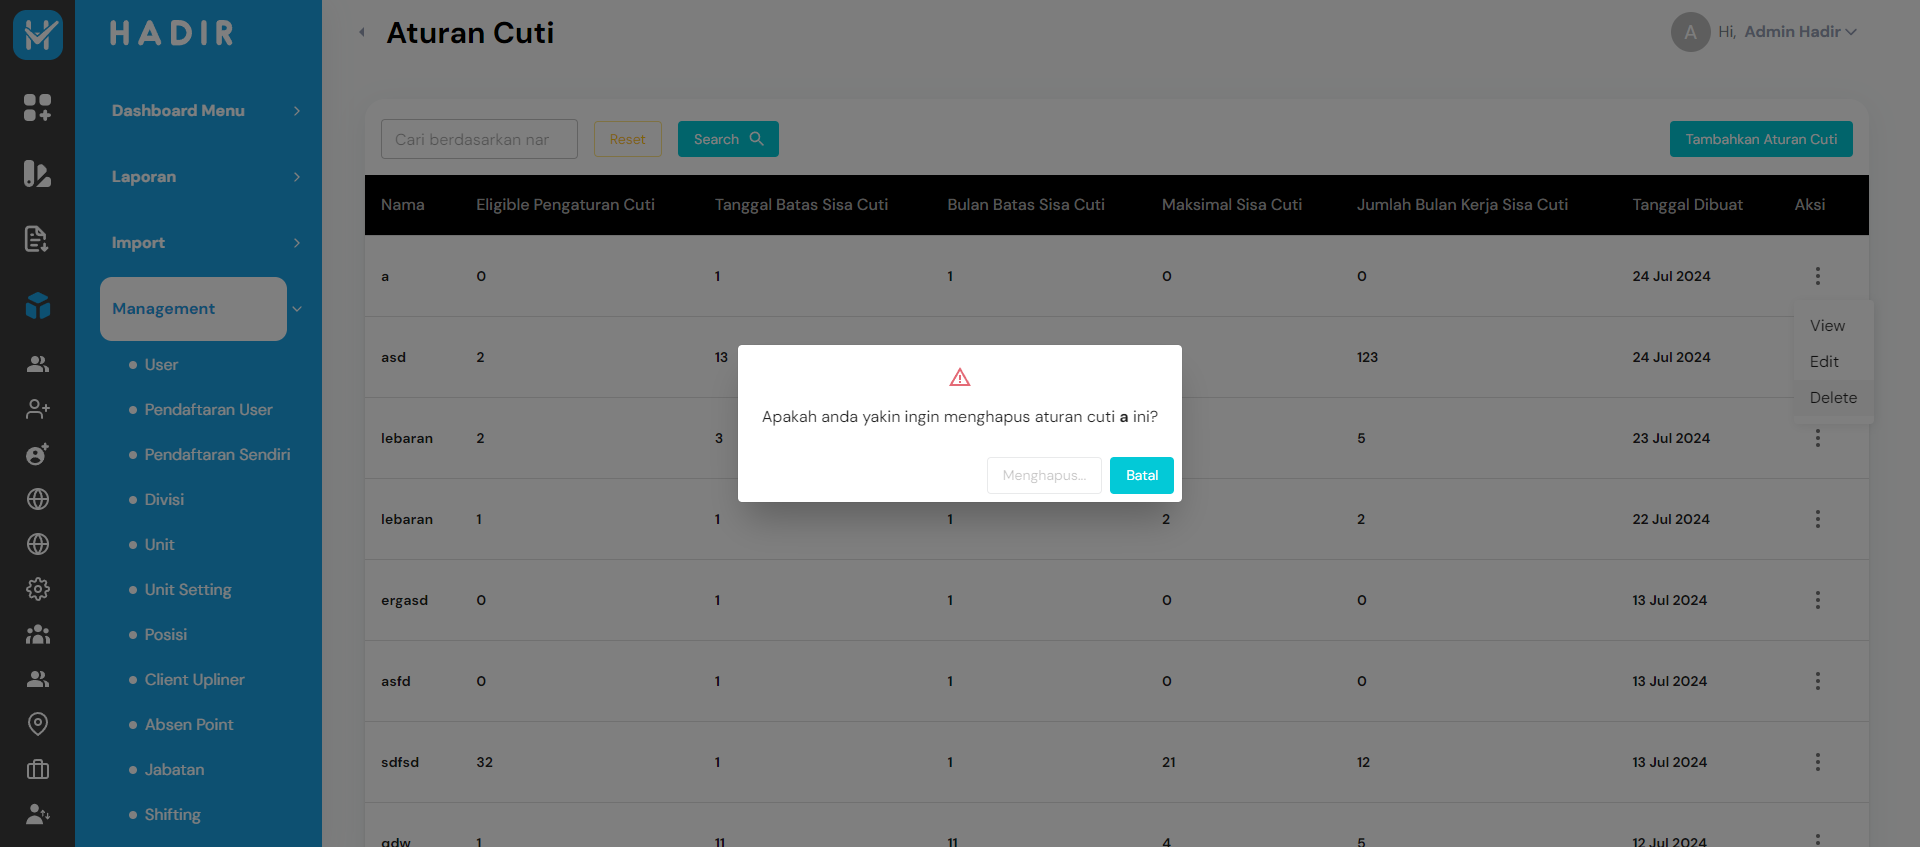 HADIR
Dashboard Menu
Laporan
Import
Management
User
Pendaftaran User
Pendaftaran Sendiri
Divisi
Unit
Unit Setting
Posisi
Client Upliner
Absen Point
Jabatan
Shifting
Aturan Cuti
A Hi, Admin Hadir
Cari berdasarkan nar
Reset
Search
Tambahkan Aturan Cuti
Nama Eligible Pengaturan Cuti Tanggal Batas Sisa Cuti Bulan Batas Sisa Cuti Maksimal Sisa Cuti Jumlah Bulan Kerja Sisa Cuti Tanggal Dibuat Aksi
a 0 1 1 0 0 24 Jul 2024
asd 2 13 123 24 Jul 2024
lebaran 2 3 5 23 Jul 2024
lebaran 1 1 1 2 2 22 Jul 2024
ergasd 0 1 1 0 0 13 Jul 2024
asfd 0 1 1 0 0 13 Jul 2024
sdfsd 32 1 1 21 12 13 Jul 2024
qdw 1 11 11 4 5 12 Jul 2024
View
Edit
Delete
Apakah anda yakin ingin menghapus aturan cuti a ini?
Menghapus...
Batal